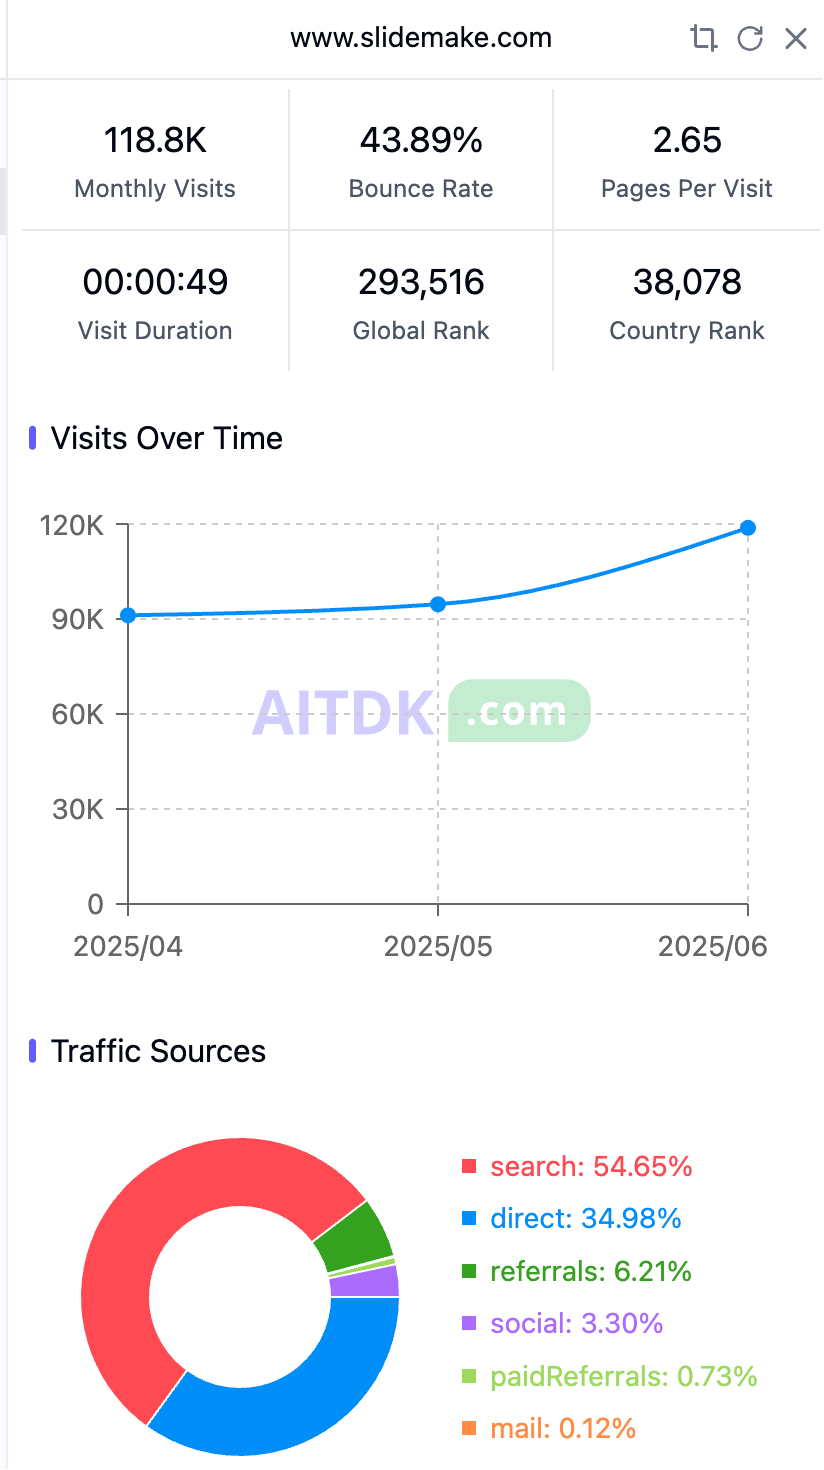 www.slidemake.com
118.8K
43.89%
2.65
Monthly Visits
Bounce Rate
Pages Per Visit
00:00:49
293,516
38,078
Visit Duration
Global Rank
Country Rank
Visits Over Time
120K
90K
60K
30K
0
AITDK .com
2025/04
2025/05
2025/06
Traffic Sources
search: 54.65%
direct: 34.98%
referrals: 6.21%
social: 3.30%
paidReferrals: 0.73%
mail: 0.12%